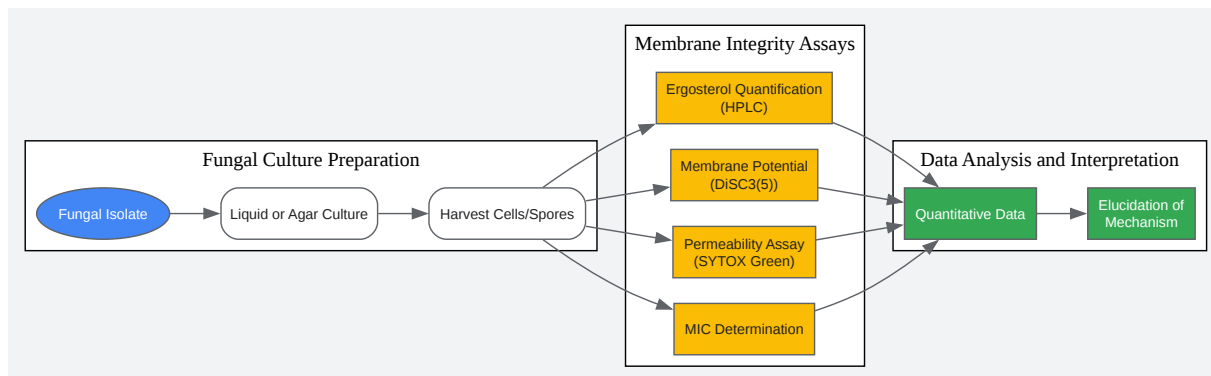 Fungal Culture Preparation
Fungal Isolate
Liquid or Agar Culture
Harvest Cells/Spores
Membrane Integrity Assays
Ergosterol Quantification
(HPLC)
Membrane Potential
(DiSC3(5))
Permeability Assay
(SYTOX Green)
MIC Determination
Data Analysis and Interpretation
Quantitative Data
Elucidation of
Mechanism